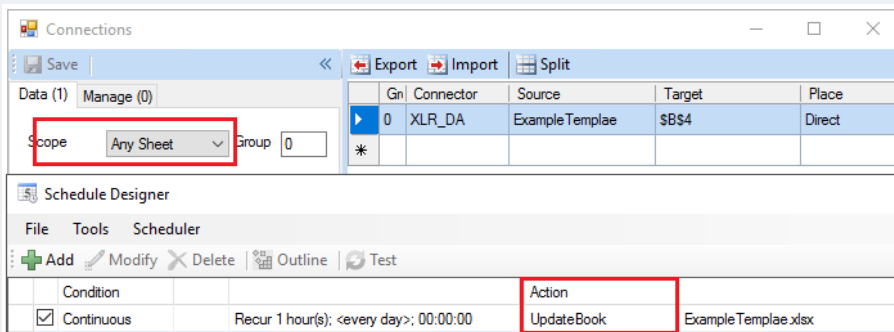 Connections
Save «
Export Import Split
Data (1) Manage (0)
Scope Any Sheet Group 0
Gr Connector Source Target Place
0 XLR_DA ExampleTemplae $B$4 Direct
Schedule Designer
File Tools Scheduler
Add Modify Delete Outline Test
Condition Action
Continuous Recur 1 hour(s); <every day>; 00:00:00 UpdateBook ExampleTemplae.xlsx